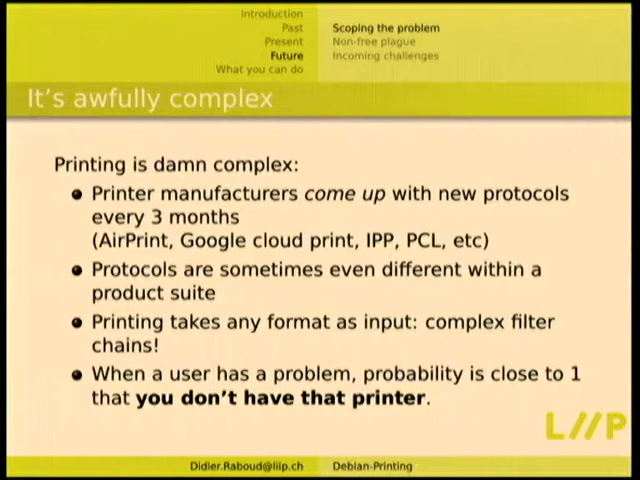 Introduction
Past
Present
Future
What you can do
Scoping the problem
Non-free plague
Incoming challenges
It's awfully complex
Printing is damn complex:
Printer manufacturers come up with new protocols
every 3 months
(AirPrint, Google cloud print, IPP, PCL, etc)
Protocols are sometimes even different within a
product suite
Printing takes any format as input: complex filter
chains!
When a user has a problem, probability is close to 1
that you don't have that printer.
LIIP
Didier.Raboud@liip.ch
Debian-Printing